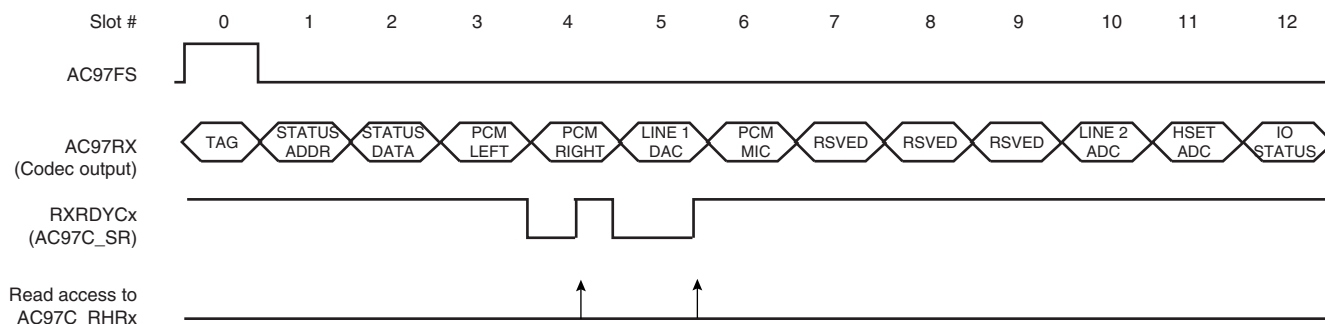 Slot # 0 1 2 3 4 5 6 7 8 9 10 11 12
AC97FS
AC97RX
(Codec output)
TAG
STATUS
ADDR
STATUS
DATA
PCM
LEFT
PCM
RIGHT
LINE 1
DAC
PCM
MIC
RSVED
RSVED
RSVED
LINE 2
ADC
HSET
ADC
IO
STATUS
RXRDYCx
(AC97C_SR)
Read access to
AC97C_RHRx